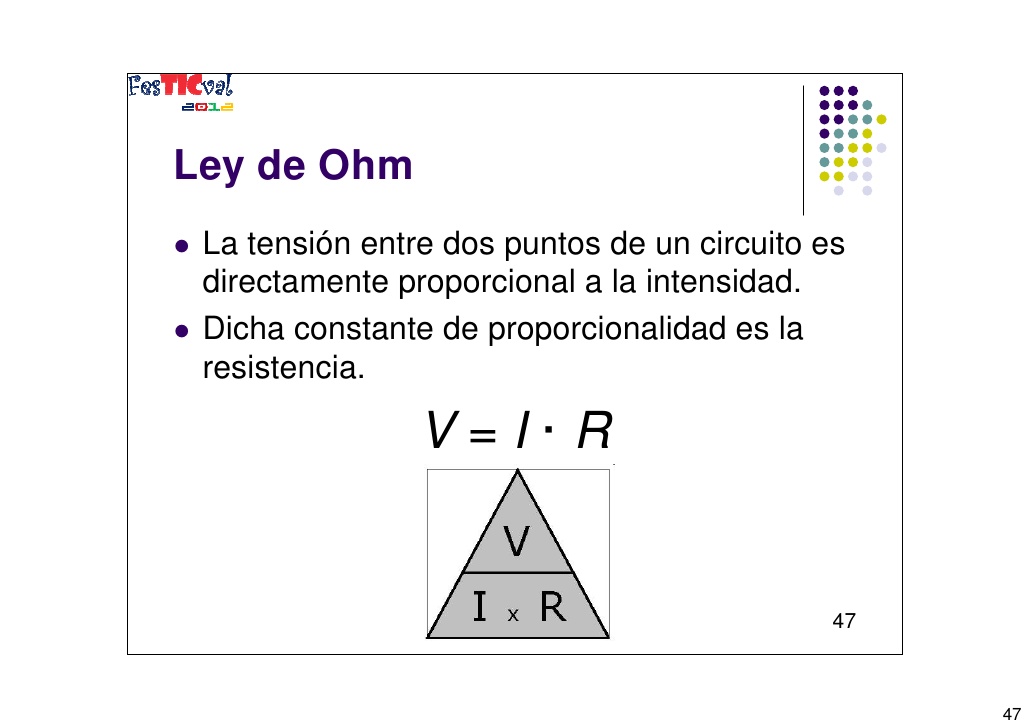 FesTICval
2012
Ley de Ohm
● La tensión entre dos puntos de un circuito es
directamente proporcional a la intensidad.
● Dicha constante de proporcionalidad es la
resistencia.
V = I · R
V
I x R
47
47